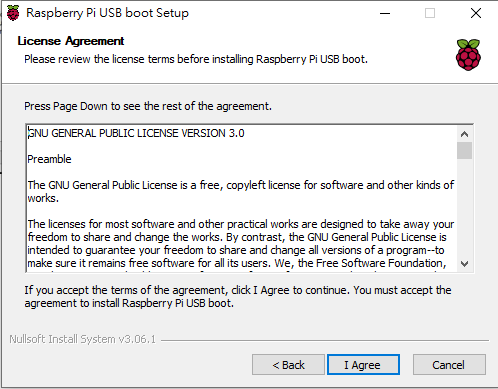 Raspberry Pi USB boot Setup
License Agreement
Please review the license terms before installing Raspberry Pi USB boot.
Press Page Down to see the rest of the agreement.
GNU GENERAL PUBLIC LICENSE VERSION 3.0
Preamble
The GNU General Public License is a free, copyleft license for software and other kinds of
works.
The licenses for most software and other practical works are designed to take away your
freedom to share and change the works. By contrast, the GNU General Public License is
intended to guarantee your freedom to share and change all versions of a program--to
make sure it remains free software for all its users. We, the Free Software Foundation,
If you accept the terms of the agreement, click I Agree to continue. You must accept the
agreement to install Raspberry Pi USB boot.
Nullsoft Install System v3.06.1
< Back
I Agree
Cancel